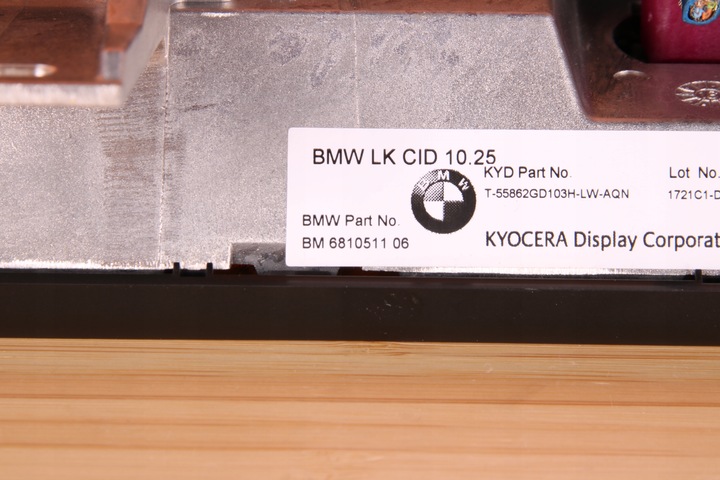 BMW LK CID 10.25
KYD Part No.
T-55862GD103H-LW-AQN
Lot No.
1721C1-D
BMW
BMW Part No.
BM 6810511 06
KYOCERA Display Corporat